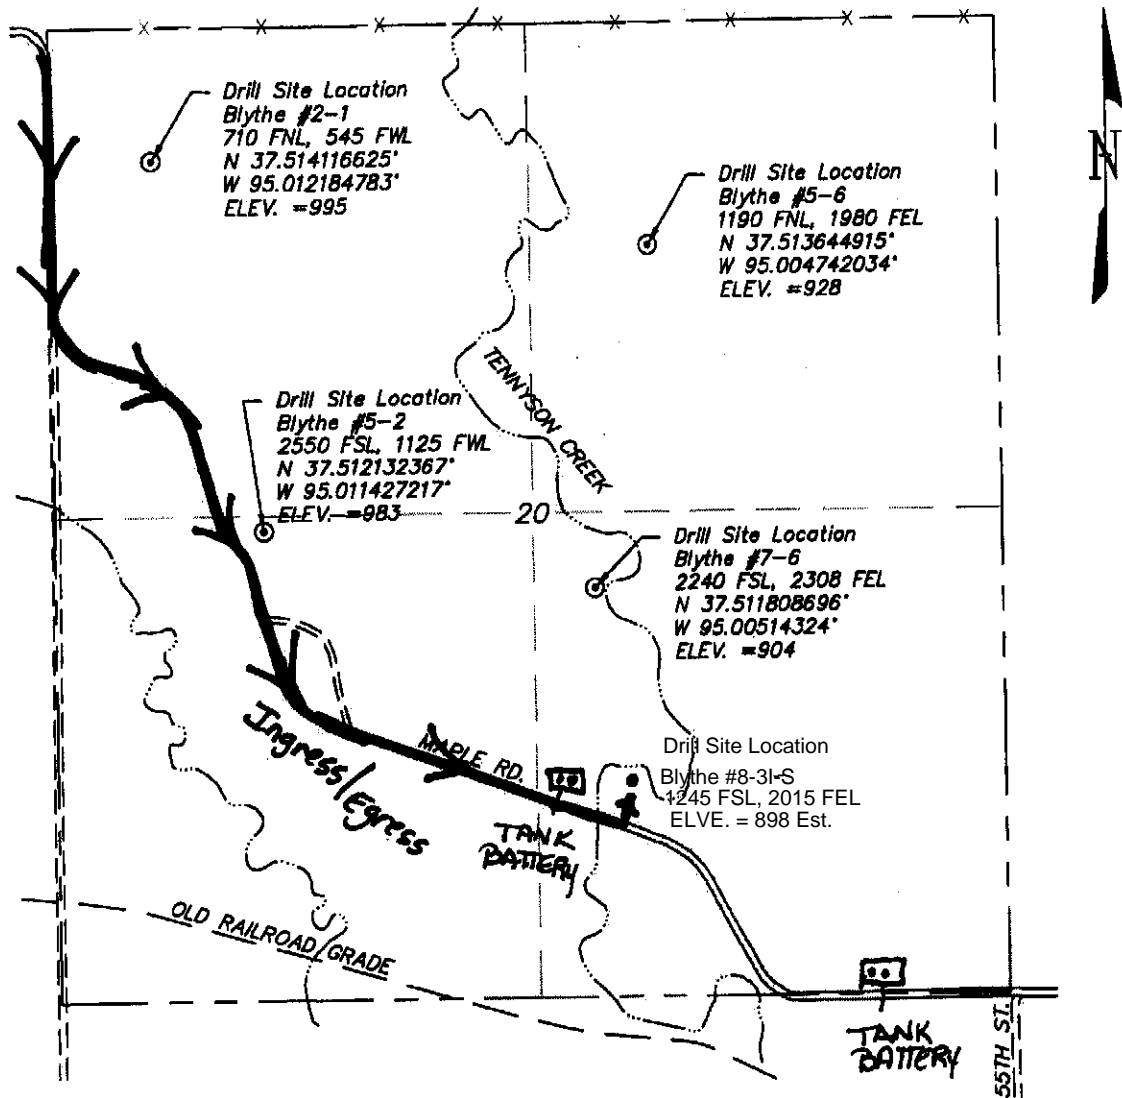 Drill Site Location
Blythe #2-1
710 FNL, 545 FWL
N 37.514116625°
W 95.012184783°
ELEV. =995
N
Drill Site Location
Blythe #5-6
1190 FNL, 1980 FEL
N 37.513644915°
W 95.004742034°
ELEV. =928
TENNYSON CREEK
Drill Site Location
Blythe #5-2
2550 FSL, 1125 FWL
N 37.512132367°
W 95.011427217°
ELEV. =983
20
Drill Site Location
Blythe #7-6
2240 FSL, 2308 FEL
N 37.511808696°
W 95.00514324°
ELEV. =904
Ingress/Egress
MAPLE RD.
Drill Site Location
Blythe #8-3I-S
1245 FSL, 2015 FEL
ELVE. = 898 Est.
TANK
BATTERY
OLD RAILROAD GRADE
TANK
BATTERY
55TH ST.